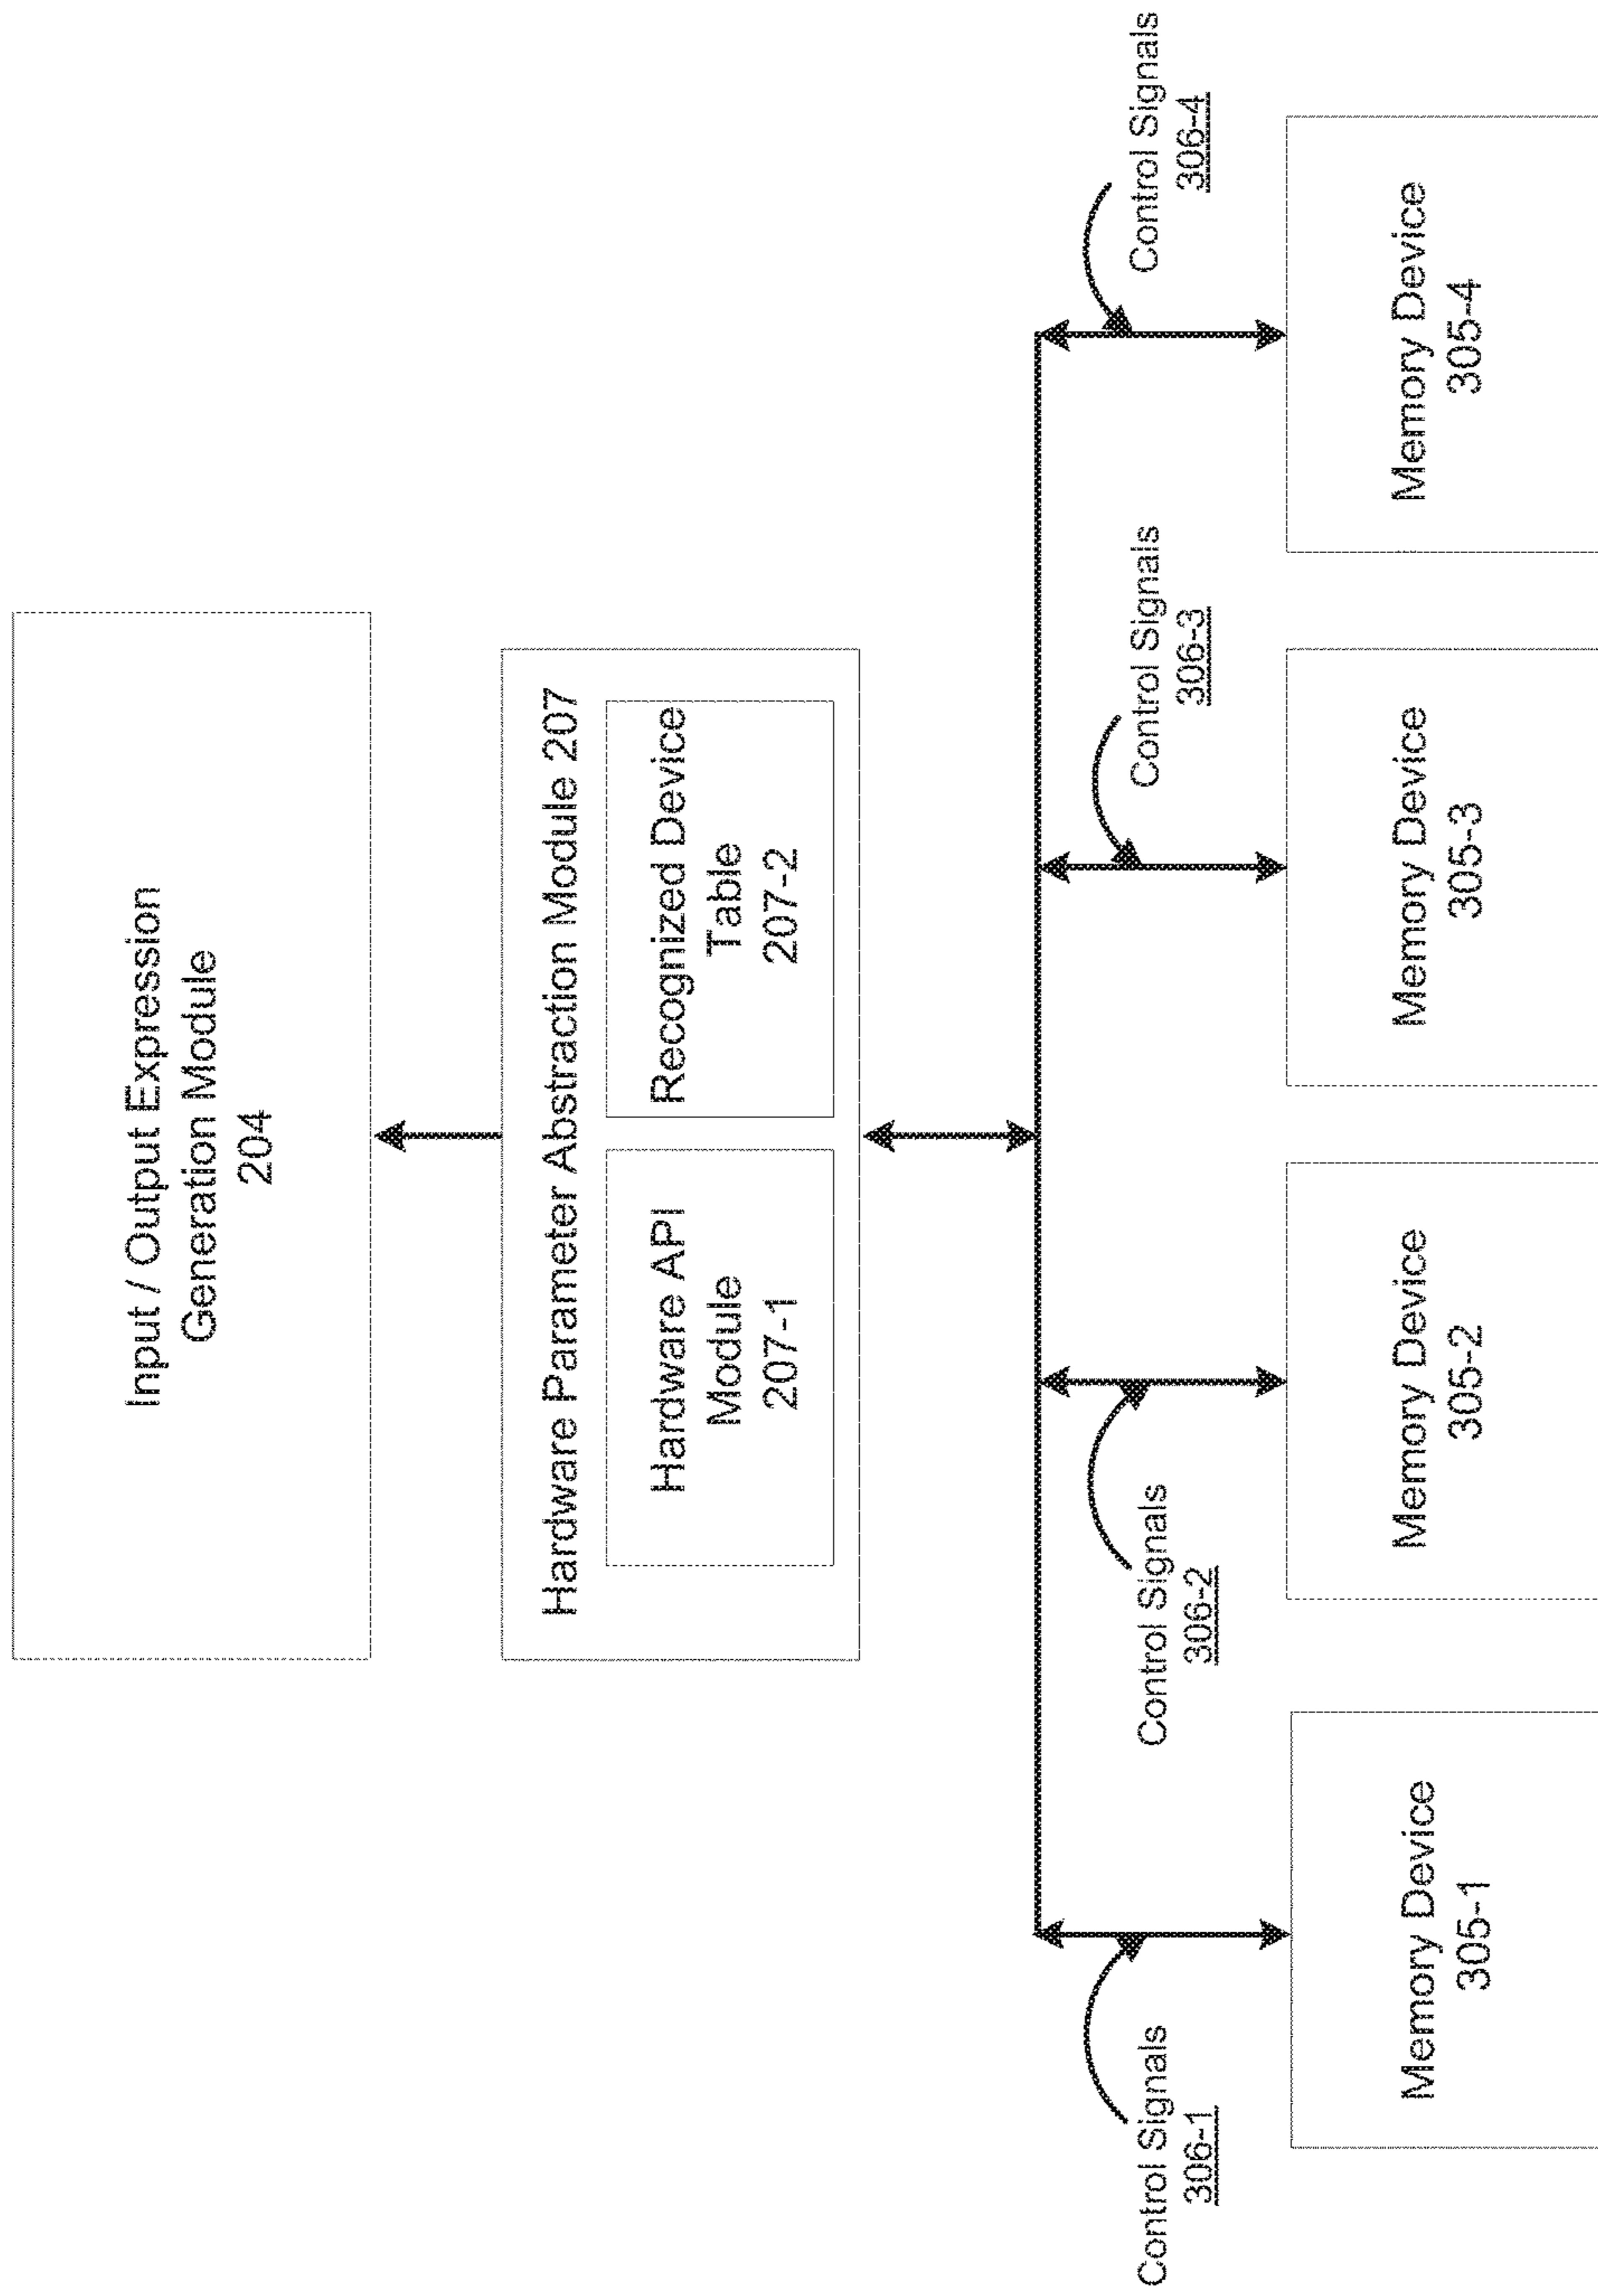 Input / Output Expression
Generation Module
204
Hardware Parameter Abstraction Module 207
Hardware API
Module
207-1
Recognized Device
Table
207-2
Control Signals
306-1
Control Signals
306-2
Control Signals
306-3
Control Signals
306-4
Memory Device
305-1
Memory Device
305-2
Memory Device
305-3
Memory Device
305-4